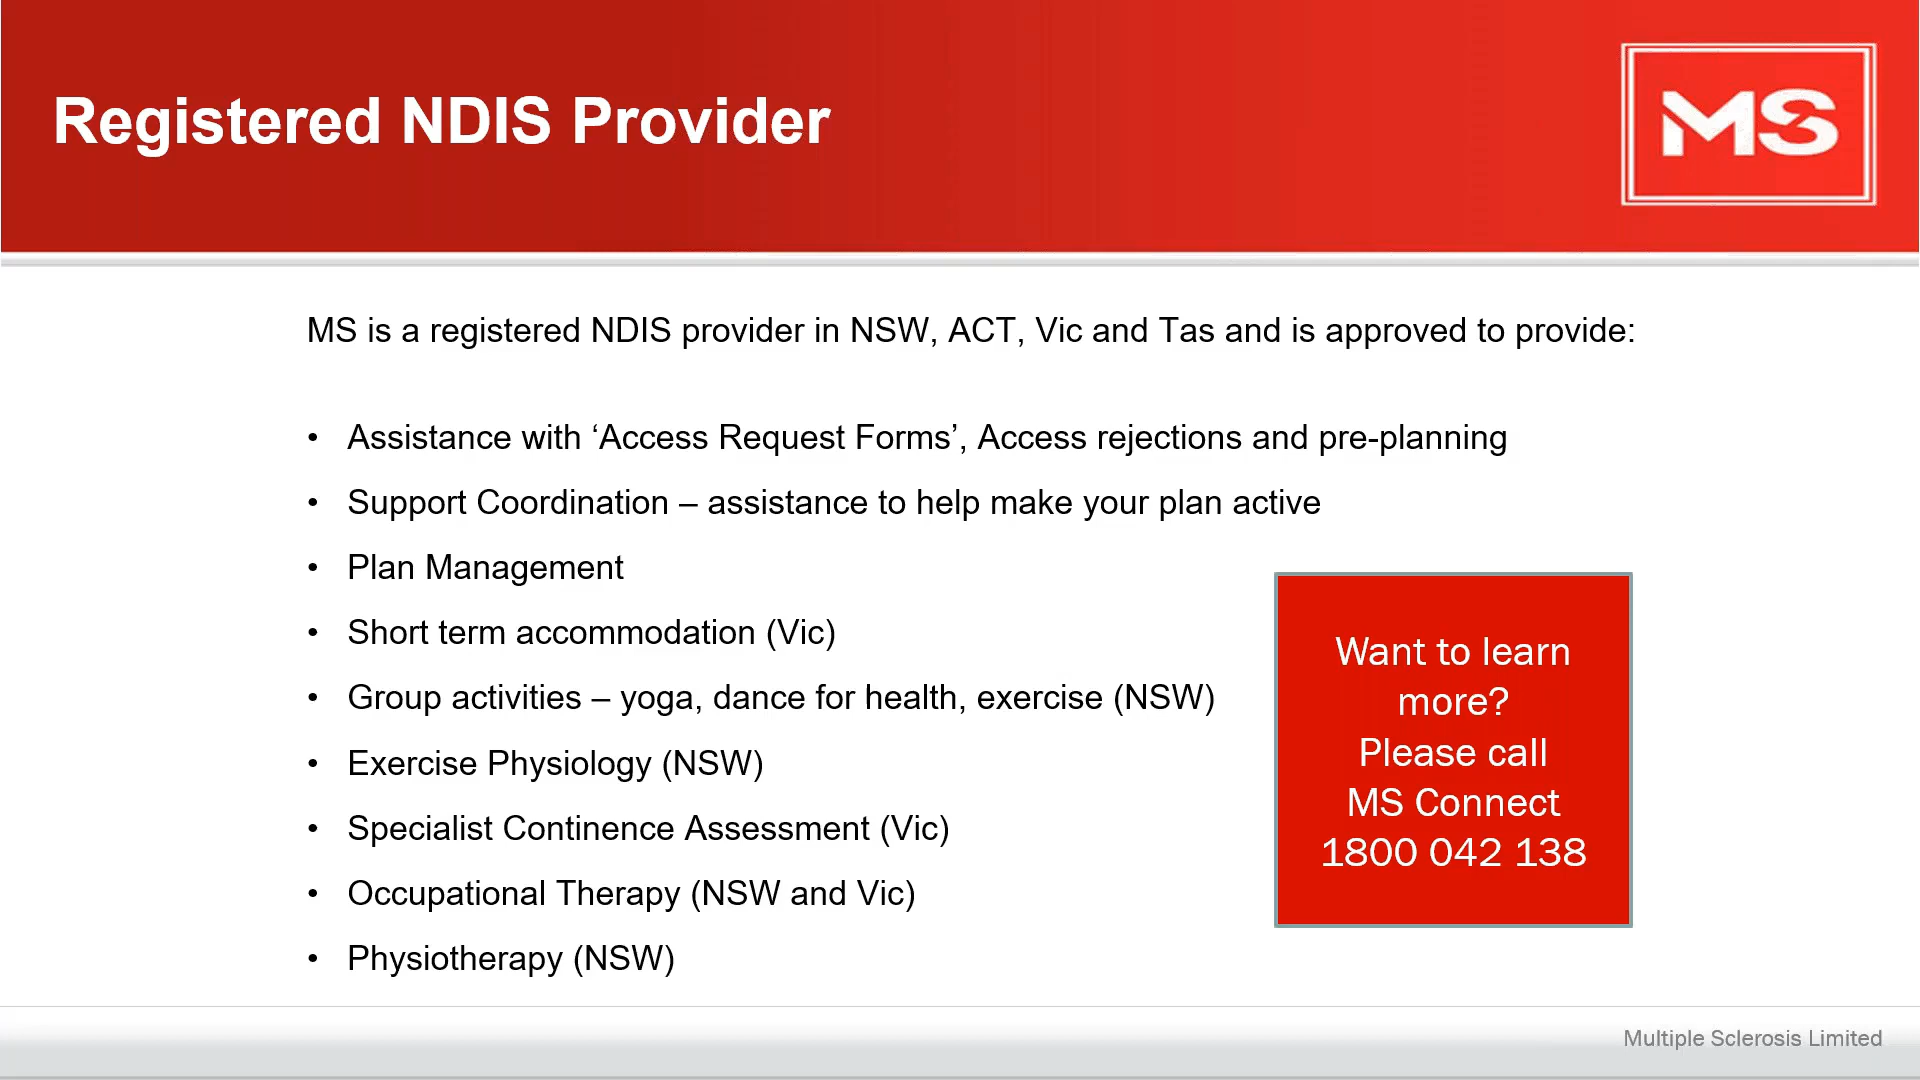 Registered NDIS Provider
MS
MS is a registered NDIS provider in NSW, ACT, Vic and Tas and is approved to provide:
• Assistance with ‘Access Request Forms’, Access rejections and pre-planning
• Support Coordination – assistance to help make your plan active
• Plan Management
• Short term accommodation (Vic)
• Group activities – yoga, dance for health, exercise (NSW)
• Exercise Physiology (NSW)
• Specialist Continence Assessment (Vic)
• Occupational Therapy (NSW and Vic)
• Physiotherapy (NSW)
Want to learn
more?
Please call
MS Connect
1800 042 138
Multiple Sclerosis Limited